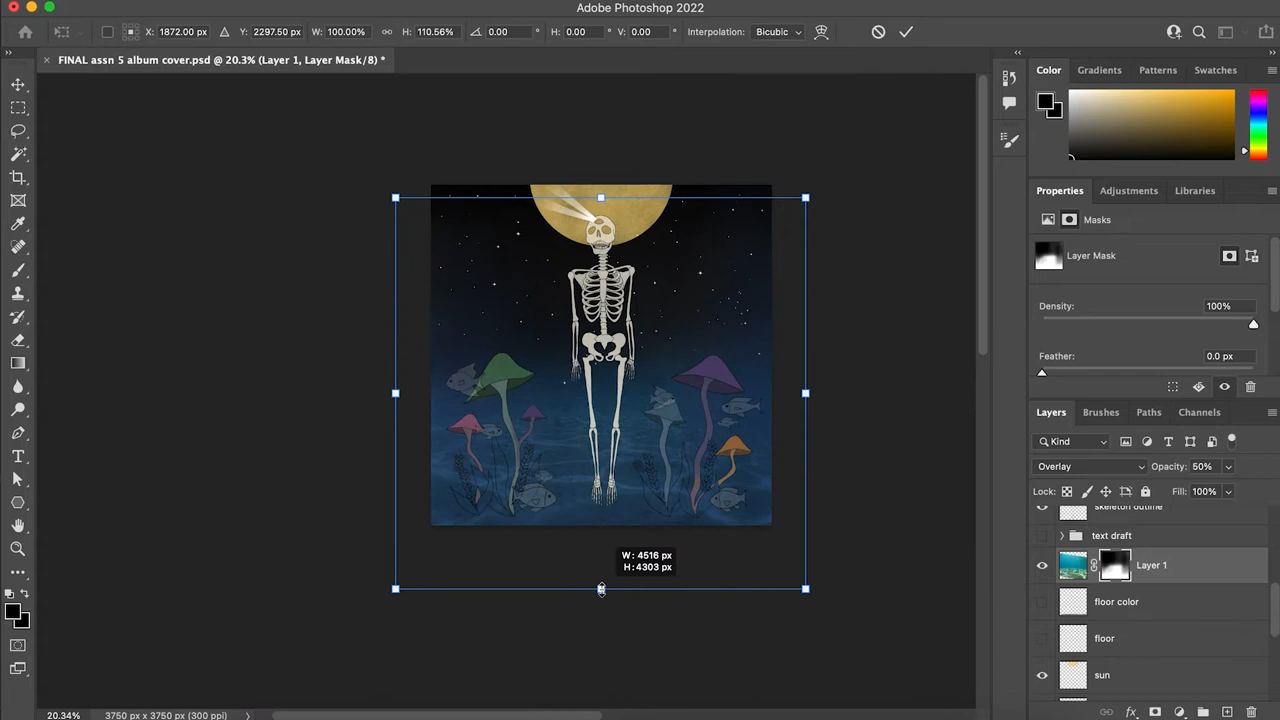 Adobe Photoshop 2022
X: 1872.00 px Y: 2297.50 px W: 100.00% H: 110.56% 0.00 ° H: 0.00 ° V: 0.00 ° Interpolation: Bicubic
FINAL assn 5 album cover.psd @ 20.3% (Layer 1, Layer Mask/8) *
Color Gradients Patterns Swatches
Properties Adjustments Libraries
Masks
Layer Mask
Density: 100%
Feather: 0.0 px
Layers Brushes Paths Channels
Kind
Overlay Opacity: 50%
Lock: Fill: 100%
skeleton outline
text draft
Layer 1
floor color
floor
sun
fx
W: 4516 px
H: 4303 px
20.34% 3750 px x 3750 px (300 ppi)